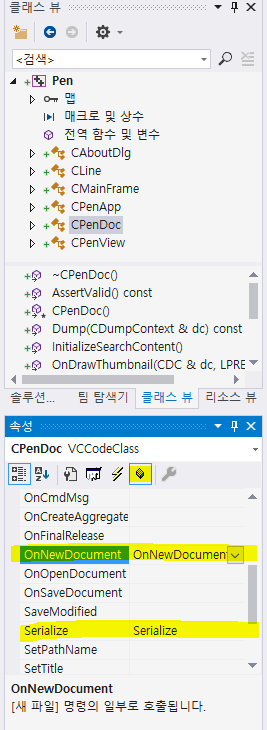 클래스 뷰
<검색>
Pen
맵
매크로 및 상수
전역 함수 및 변수
CAboutDlg
CLine
CMainFrame
CPenApp
CPenDoc
CPenView
~CPenDoc()
AssertValid() const
CPenDoc()
Dump(CDumpContext & dc) const
InitializeSearchContent()
OnDrawThumbnail(CDC & dc, LPRE
솔루션... 팀 탐색기 클래스 뷰 리소스 뷰
속성
CPenDoc VCCodeClass
OnCmdMsg
OnCreateAggregate
OnFinalRelease
OnNewDocument OnNewDocument
OnOpenDocument
OnSaveDocument
SaveModified
Serialize Serialize
SetPathName
SetTitle
OnNewDocument
[새 파일] 명령의 일부로 호출됩니다.